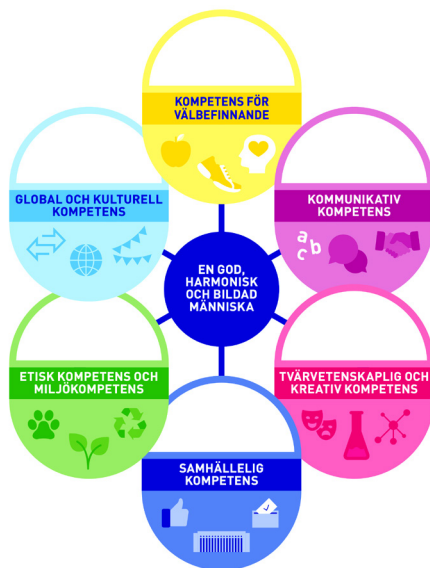 KOMPETENS FÖR
VÄLBEFINNANDE
GLOBAL OCH KULTURELL
KOMPETENS
KOMMUNIKATIV
KOMPETENS
a
b
c
EN GOD,
HARMONISK
OCH BILDAD
MÄNNISKA
ETISK KOMPETENS OCH
MILJÖKOMPETENS
TVÄRVETENSKAPLIG OCH
KREATIV KOMPETENS
SAMHÄLLELIG
KOMPETENS